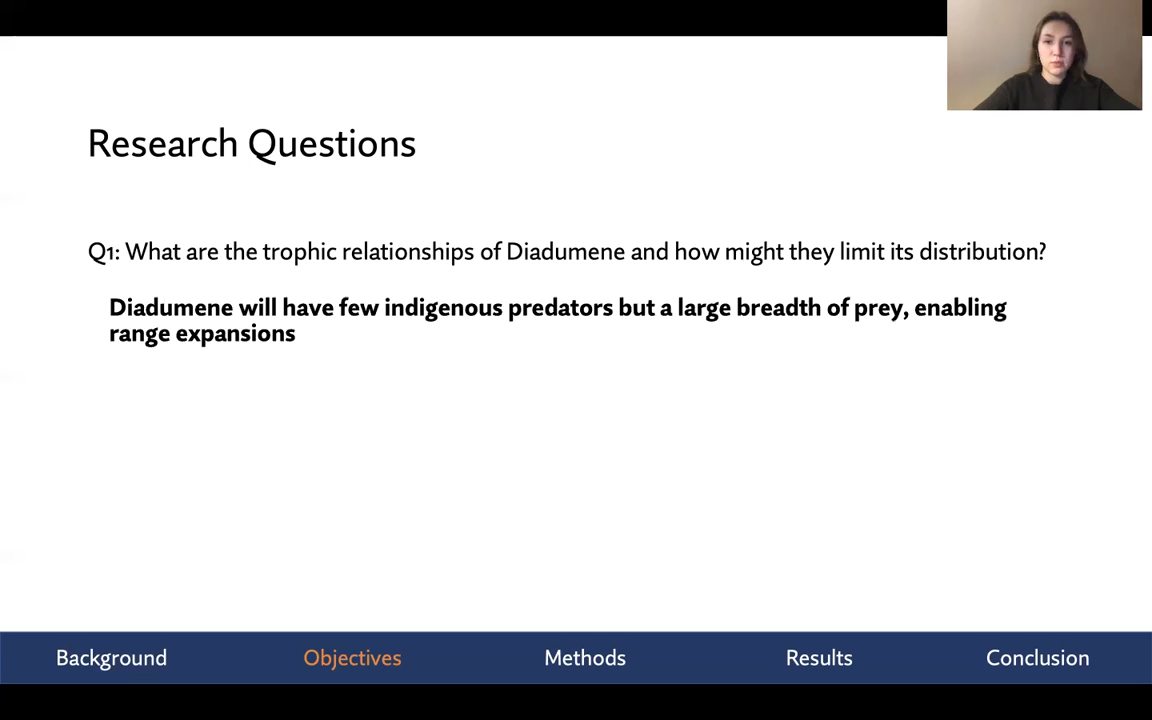 Research Questions
Q1: What are the trophic relationships of Diadumene and how might they limit its distribution?
Diadumene will have few indigenous predators but a large breadth of prey, enabling
range expansions
Background
Objectives
Methods
Results
Conclusion